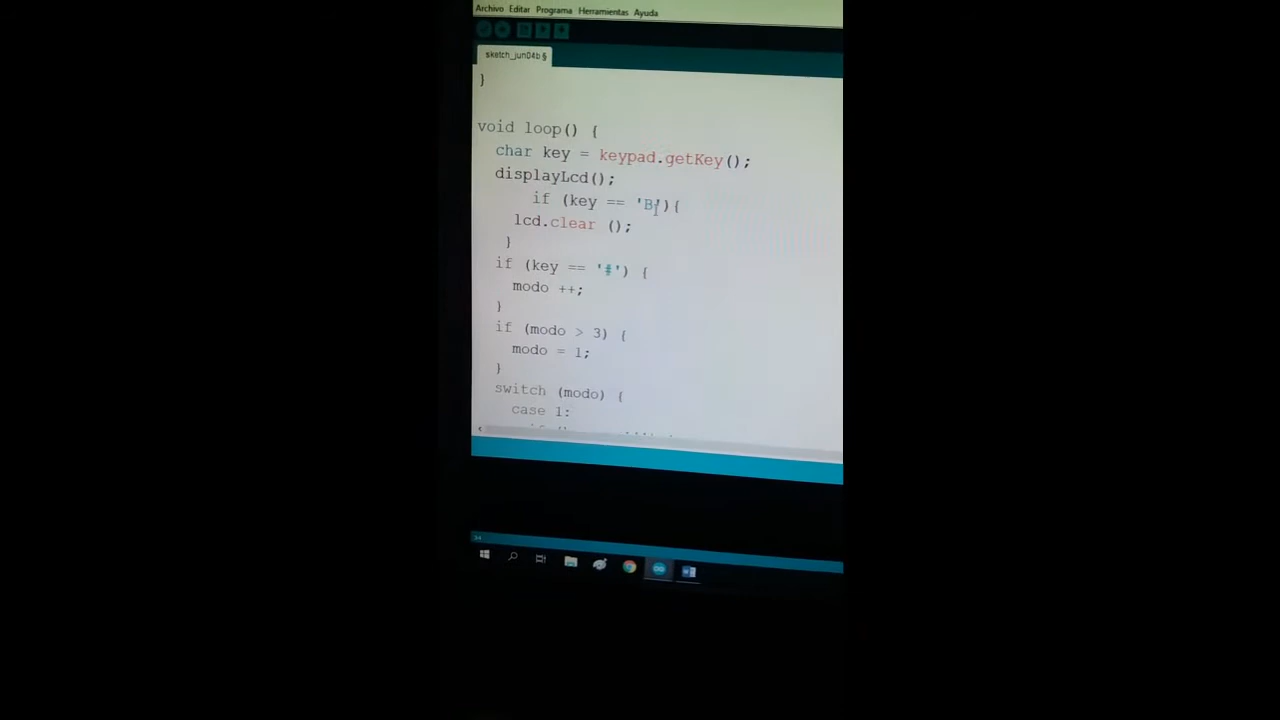 Archivo Editar Programa Herramientas Ayuda
sketch_jun04b §
}
void loop() {
char key = keypad.getKey();
displayLcd();
if (key == 'B'){
lcd.clear ();
}
if (key == '#') {
modo ++;
}
if (modo > 3) {
modo = 1;
}
switch (modo) {
case 1: